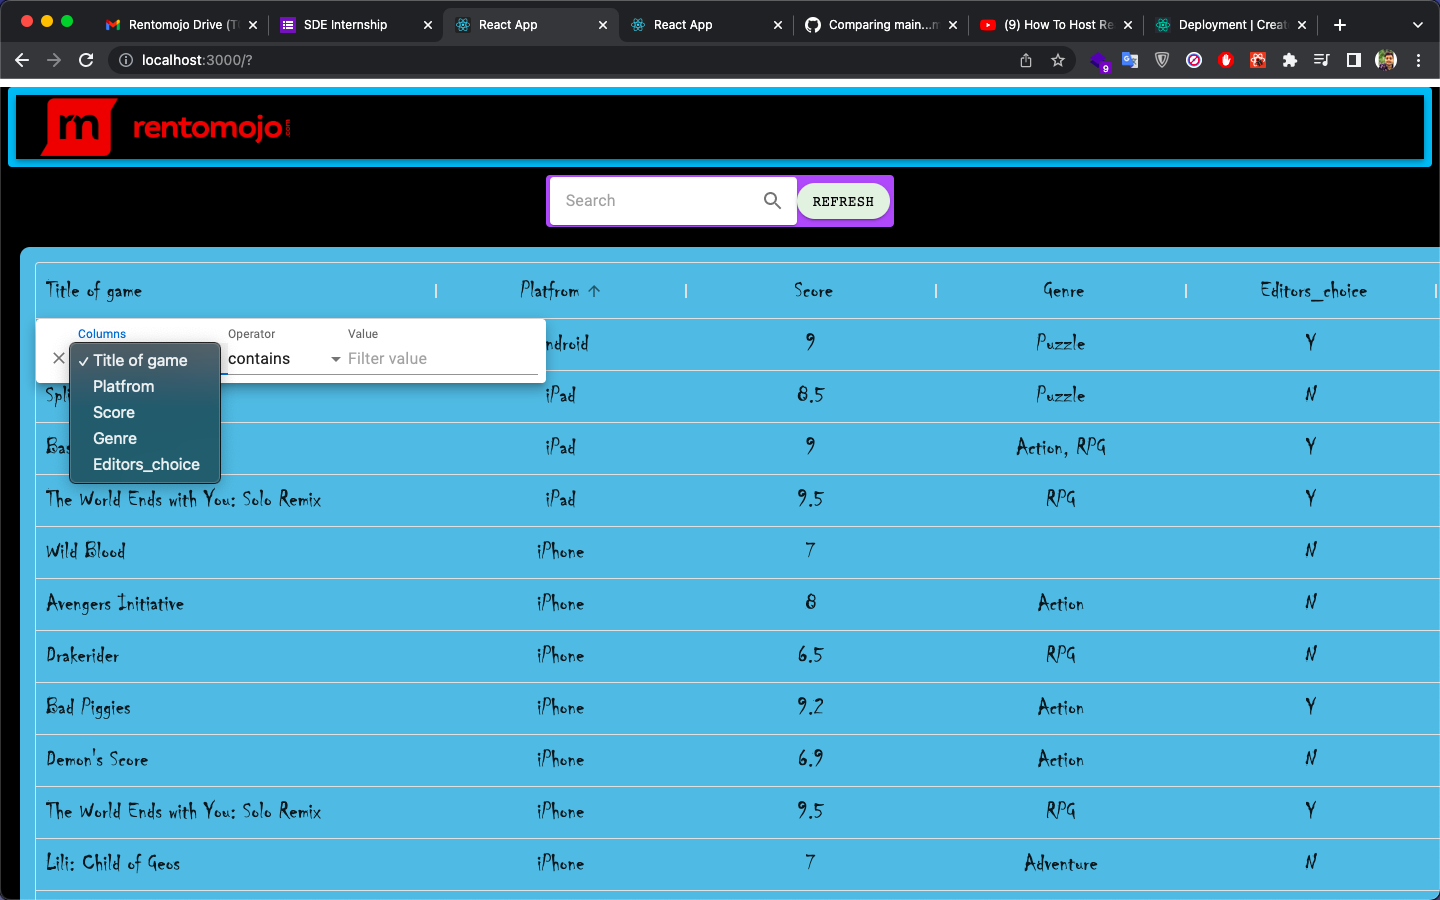 Rentomojo Drive (T
SDE Internship
React App
React App
Comparing main...m
(9) How To Host Re
Deployment | Creat
localhost:3000/?
9
m rentomojo.com
Search
REFRESH
Title of game Platfrom Score Genre Editors_choice
Columns Operator Value
contains Filter value
✓ Title of game
Platfrom
Score
Genre
Editors_choice
ndroid 9 Puzzle Y
Spl iPad 8.5 Puzzle N
Bas iPad 9 Action, RPG Y
The World Ends with You: Solo Remix iPad 9.5 RPG Y
Wild Blood iPhone 7 N
Avengers Initiative iPhone 8 Action N
Drakerider iPhone 6.5 RPG N
Bad Piggies iPhone 9.2 Action Y
Demon's Score iPhone 6.9 Action N
The World Ends with You: Solo Remix iPhone 9.5 RPG Y
Lili: Child of Geos iPhone 7 Adventure N